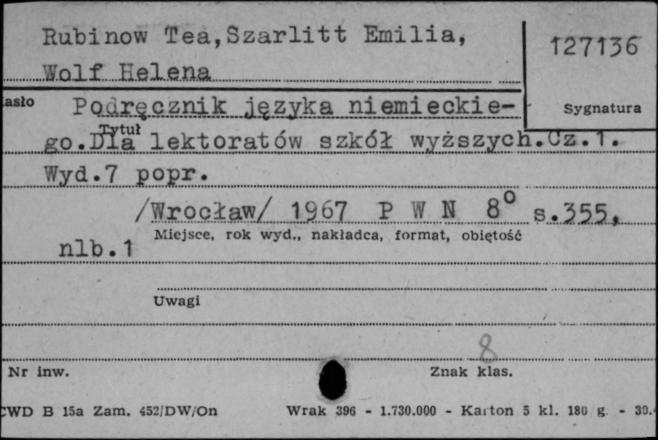 Rubinow Tea, Szarlitt Emilia,
127136
Wolf Helena
asło
Podręcznik języka niemieckie-
Sygnatura
Tytuł
go. Dla lektoratów szkół wyższych. Cz. 1.
Wyd. 7 popr.
/Wrocław/ 1967 P W N 8° s. 355,
Miejsce, rok wyd., nakładca, format, objętość
nlb. 1
Uwagi
8
Nr inw.
Znak klas.
CWD B 15a Zam. 452/DW/On Wrak 396 - 1.730.000 - Karton 5 kl. 180 g. - 30.